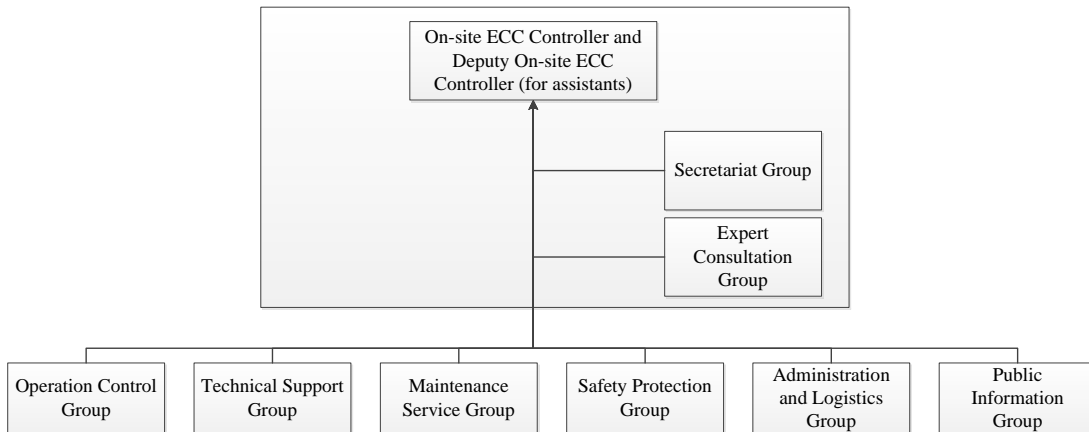 On-site ECC Controller and
Deputy On-site ECC
Controller (for assistants)
Secretariat Group
Expert
Consultation
Group
Operation Control
Group
Technical Support
Group
Maintenance
Service Group
Safety Protection
Group
Administration
and Logistics
Group
Public
Information
Group